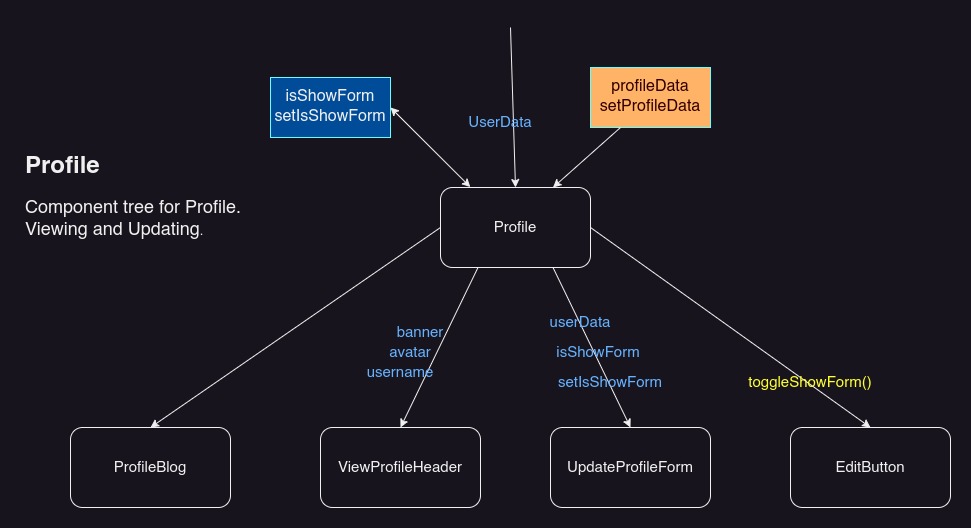 isShowForm
setIsShowForm
UserData
profileData
setProfileData
Profile
Component tree for Profile.
Viewing and Updating.
Profile
banner
avatar
username
userData
isShowForm
setIsShowForm
toggleShowForm()
ProfileBlog
ViewProfileHeader
UpdateProfileForm
EditButton